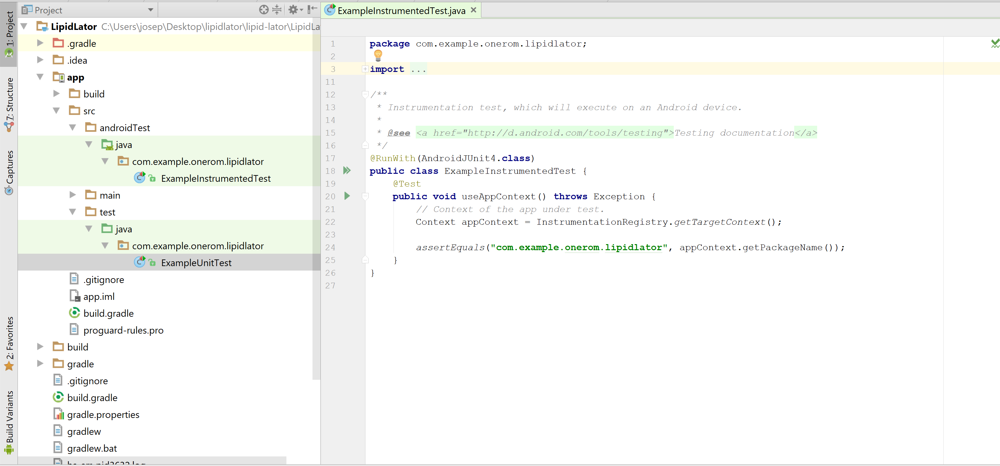 1: Project
7: Structure
Captures
2: Favorites
Build Variants
Project
LipidLator C:\Users\josep\Desktop\lipidlator\lipid-lator\LipidLa
.gradle
.idea
app
build
src
androidTest
java
com.example.onerom.lipidlator
ExampleInstrumentedTest
main
test
java
com.example.onerom.lipidlator
ExampleUnitTest
.gitignore
app.iml
build.gradle
proguard-rules.pro
build
gradle
.gitignore
build.gradle
gradle.properties
gradlew
gradlew.bat
hs_err_pid3632.log
ExampleInstrumentedTest.java
1 package com.example.onerom.lipidlator;
2
3 import ...
11
12 /**
13 * Instrumentation test, which will execute on an Android device.
14 *
15 * @see <a href="http://d.android.com/tools/testing">Testing documentation</a>
16 */
17 @RunWith(AndroidJUnit4.class)
18 public class ExampleInstrumentedTest {
19 @Test
20 public void useAppContext() throws Exception {
21 // Context of the app under test.
22 Context appContext = InstrumentationRegistry.getTargetContext();
23
24 assertEquals("com.example.onerom.lipidlator", appContext.getPackageName());
25 }
26 }
27